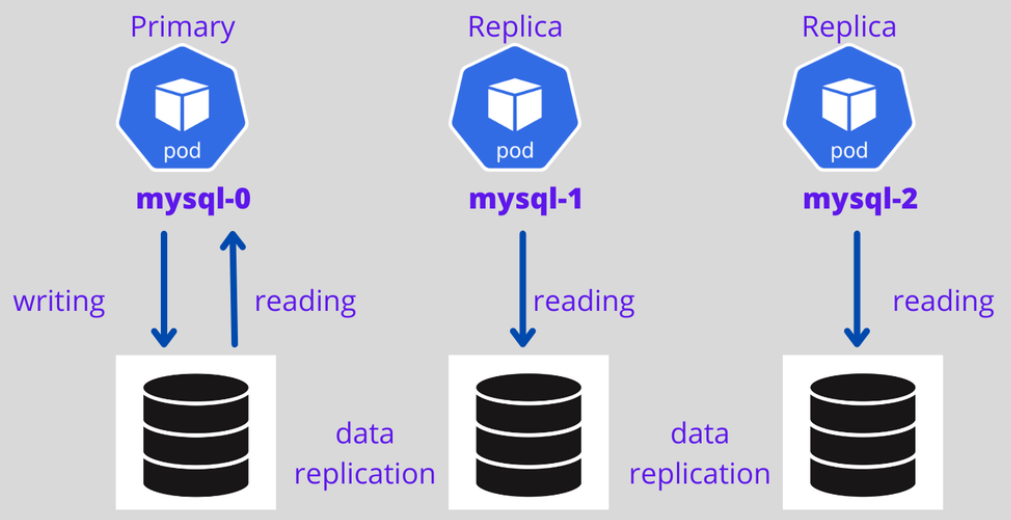 Primary
Replica
Replica
pod
pod
pod
mysql-0
mysql-1
mysql-2
writing
reading
reading
reading
data
replication
data
replication